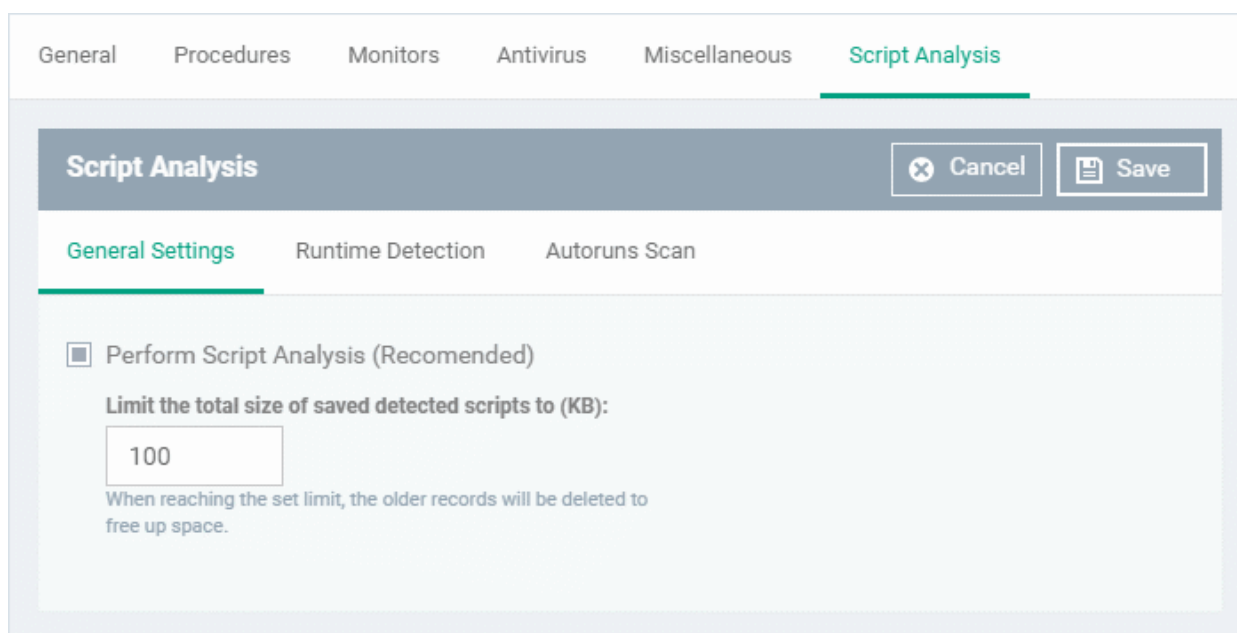 General Procedures Monitors Antivirus Miscellaneous Script Analysis
Script Analysis Cancel Save
General Settings Runtime Detection Autoruns Scan
Perform Script Analysis (Recomended)
Limit the total size of saved detected scripts to (KB):
100
When reaching the set limit, the older records will be deleted to
free up space.